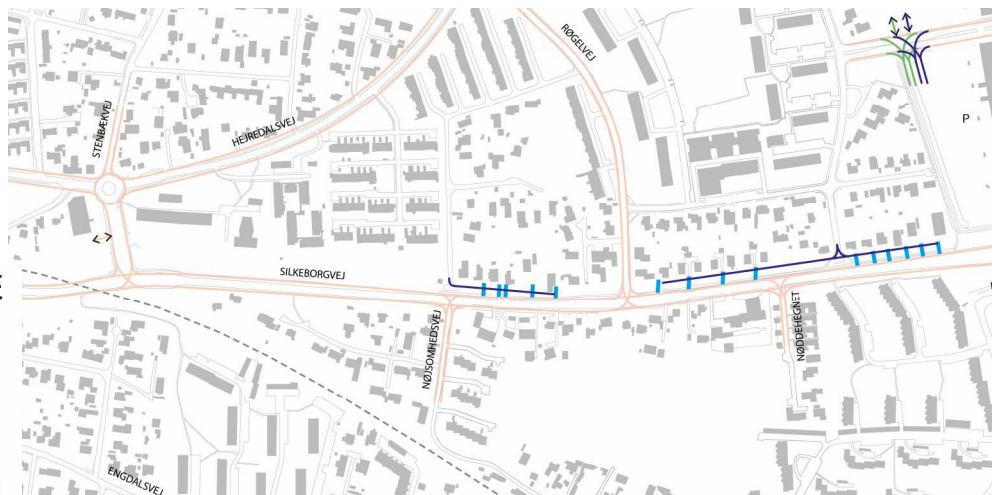 RØGELVEJ
STENBÆKVEJ
HEJREDALSVEJ
P
SILKEBORGVEJ
NØJSOMHEDSVEJ
NØDDEHEGNET
ENGDALSVEJ